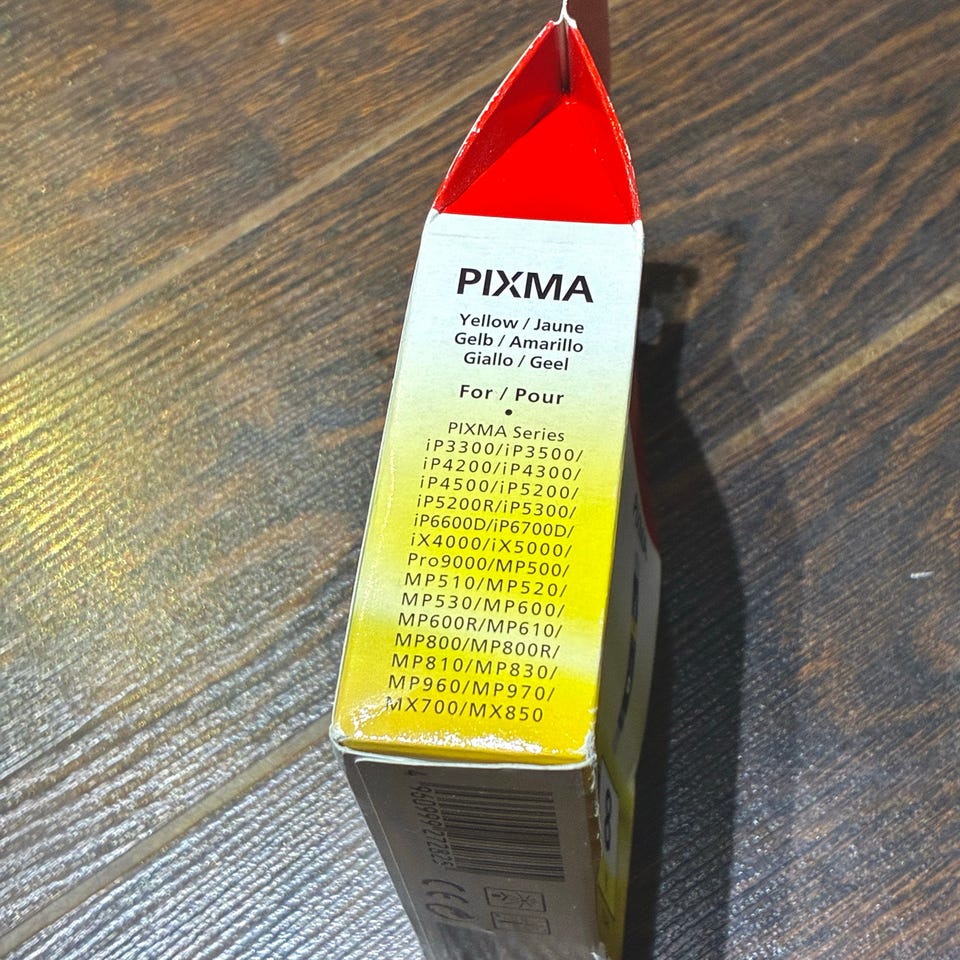 PIXMA
Yellow / Jaune
Gelb / Amarillo
Giallo / Geel
For / Pour
•
PIXMA Series
iP3300/iP3500/
iP4200/iP4300/
iP4500/iP5200/
iP5200R/iP5300/
iP6600D/iP6700D/
iX4000/iX5000/
Pro9000/MP500/
MP510/MP520/
MP530/MP600/
MP600R/MP610/
MP800/MP800R/
MP810/MP830/
MP960/MP970/
MX700/MX850
8